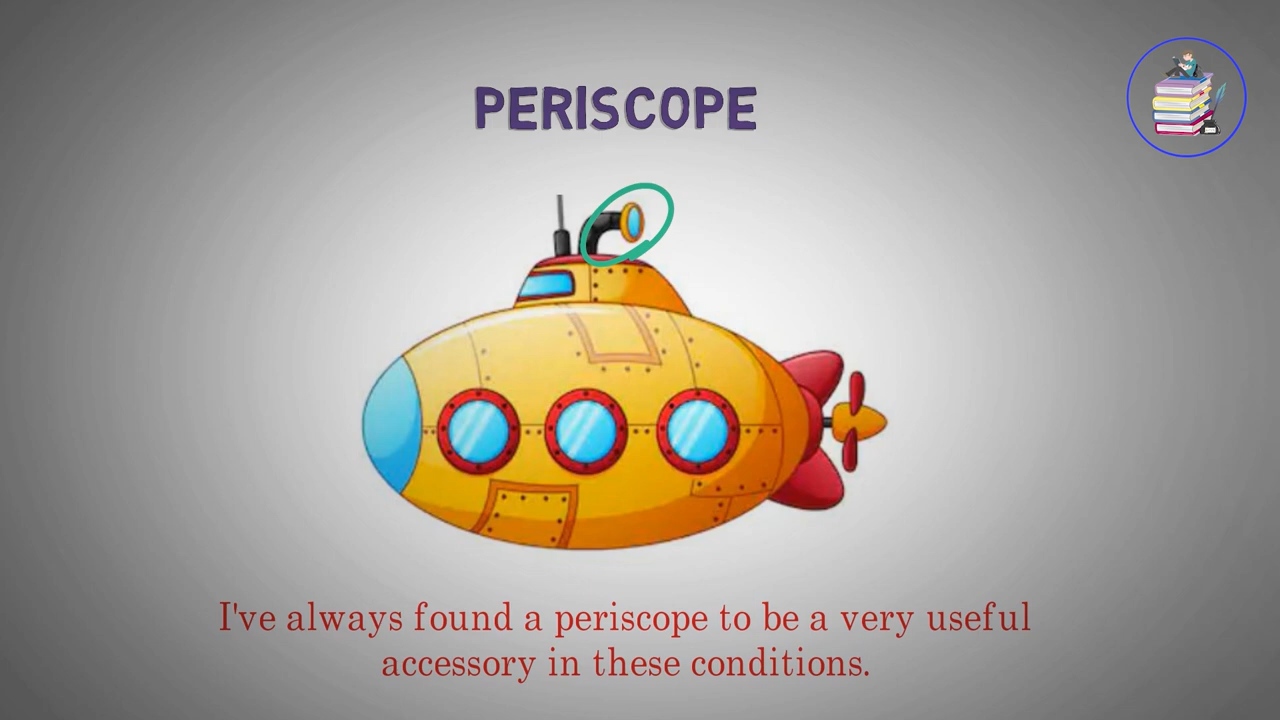 PERISCOPE
I've always found a periscope to be a very useful
accessory in these conditions.